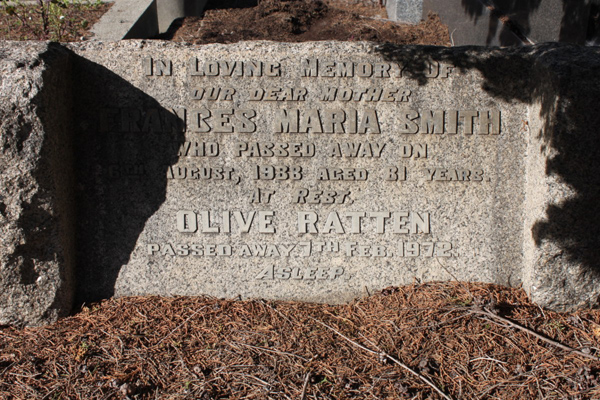 IN LOVING MEMORY OF
OUR DEAR MOTHER
FRANCES MARIA SMITH
WHO PASSED AWAY ON
AUGUST, 1938 AGED 81 YEARS.
AT REST.
OLIVE RATTEN
PASSED AWAY 7TH FEB. 1972.
ASLEEP.